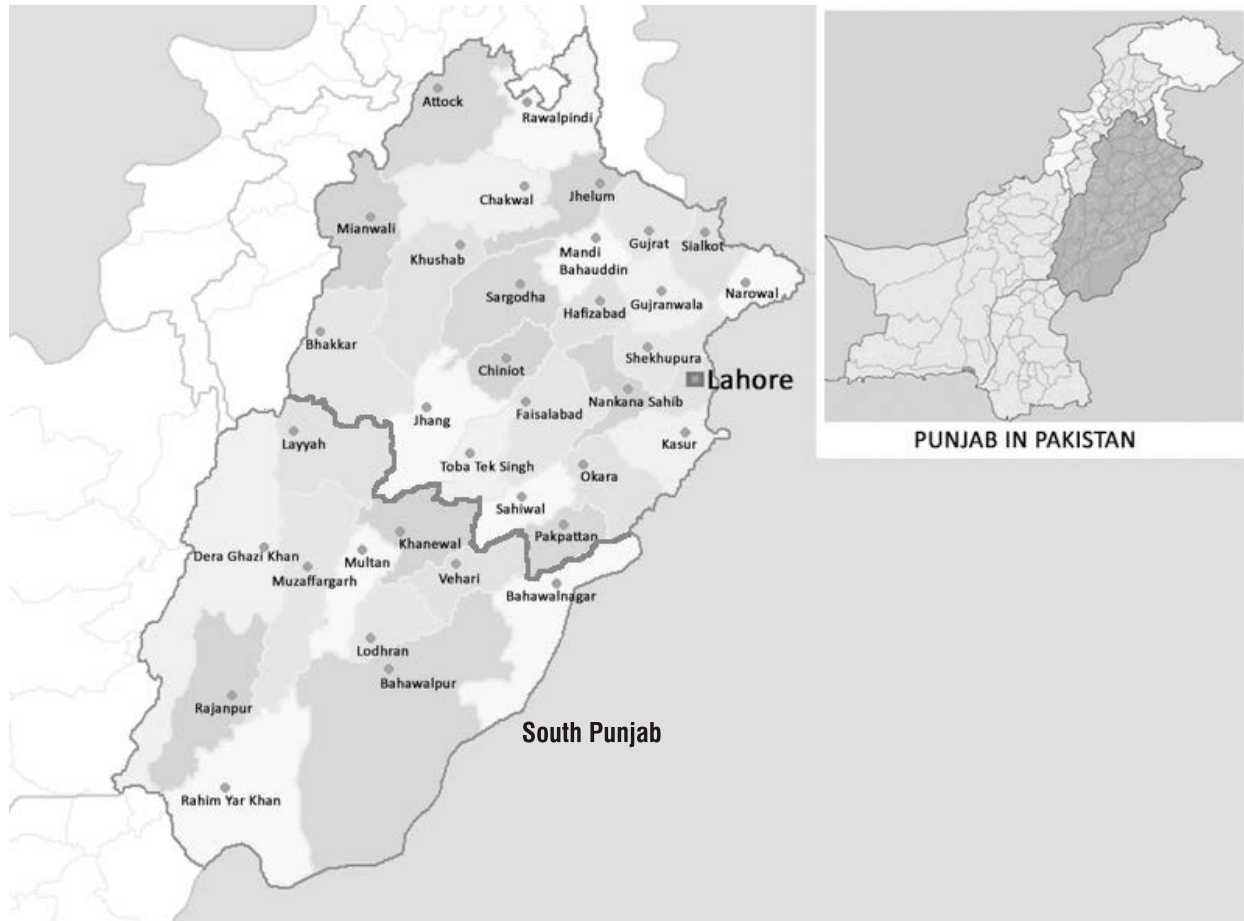 Attock
Rawalpindi
Chakwal
Jhelum
Mianwali
Khushab
Mandi
Bahauddin
Gujrat
Sialkot
Sargodha
Hafizabad
Gujranwala
Narowal
Bhakkar
Chiniot
Shekhupura
Lahore
Nankana Sahib
Faisalabad
Jhang
Kasur
Layyah
Toba Tek Singh
Okara
Sahiwal
Pakpattan
Khanewal
Dera Ghazi Khan
Multan
Muzaffargarh
Vehari
Bahawalnagar
Lodhran
Bahawalpur
Rajanpur
South Punjab
Rahim Yar Khan
PUNJAB IN PAKISTAN